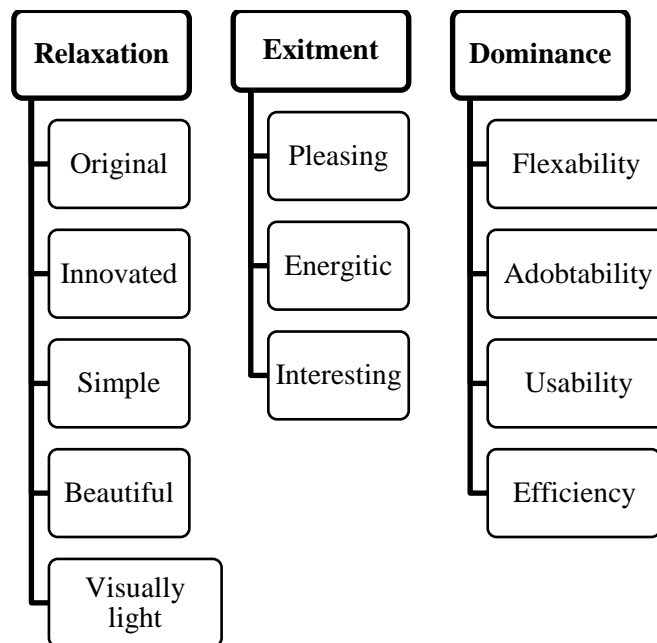 Relaxation
Original
Innovated
Simple
Beautiful
Visually
light
Exitment
Pleasing
Energitic
Interesting
Dominance
Flexability
Adobtability
Usability
Efficiency